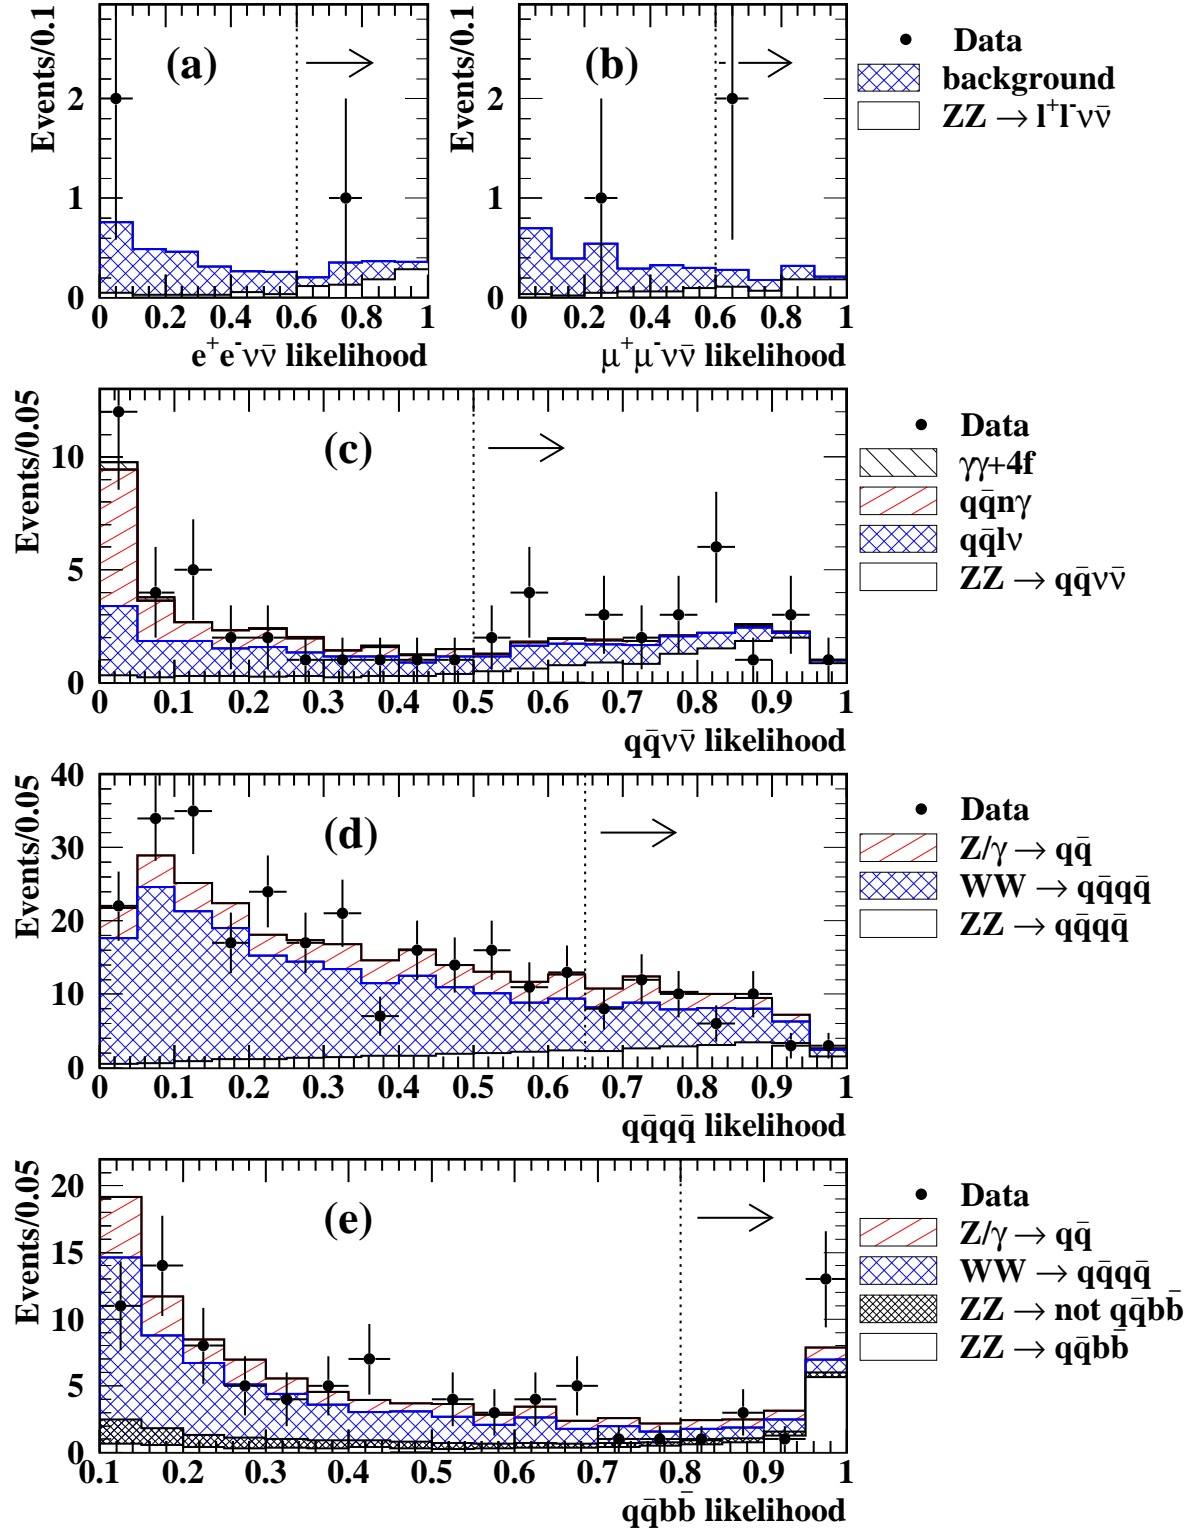 Events/0.1
2
1
0
(a)
0 0.2 0.4 0.6 0.8 1
e⁺e⁻νν̄ likelihood
Events/0.1
2
1
0
(b)
0 0.2 0.4 0.6 0.8 1
μ⁺μ⁻νν̄ likelihood
Data
background
ZZ → l⁺l⁻νν̄
Events/0.05
10
5
0
(c)
0 0.1 0.2 0.3 0.4 0.5 0.6 0.7 0.8 0.9 1
qq̄νν̄ likelihood
Data
γγ+4f
qq̄nγ
qq̄lν
ZZ → qq̄νν̄
Events/0.05
40
30
20
10
0
(d)
0 0.1 0.2 0.3 0.4 0.5 0.6 0.7 0.8 0.9 1
qq̄qq̄ likelihood
Data
Z/γ → qq̄
WW → qq̄qq̄
ZZ → qq̄qq̄
Events/0.05
20
15
10
5
0
(e)
0.1 0.2 0.3 0.4 0.5 0.6 0.7 0.8 0.9 1
qq̄bb̄ likelihood
Data
Z/γ → qq̄
WW → qq̄qq̄
ZZ → not qq̄bb̄
ZZ → qq̄bb̄